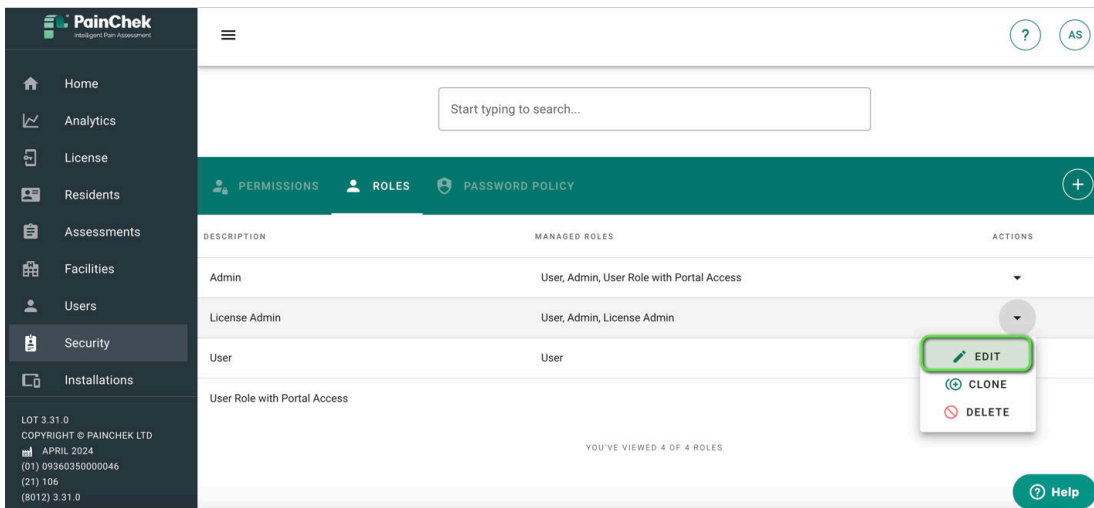 PainChek
Intelligent Pain Assessment
? AS
Home
Analytics
License
Residents
Assessments
Facilities
Users
Security
Installations
LOT 3.31.0
COPYRIGHT © PAINCHEK LTD
APRIL 2024
(01) 09360350000046
(21) 106
(8012) 3.31.0
Start typing to search...
PERMISSIONS ROLES PASSWORD POLICY
DESCRIPTION MANAGED ROLES ACTIONS
Admin User, Admin, User Role with Portal Access
License Admin User, Admin, License Admin
User User
User Role with Portal Access
EDIT
CLONE
DELETE
YOU'VE VIEWED 4 OF 4 ROLES
? Help